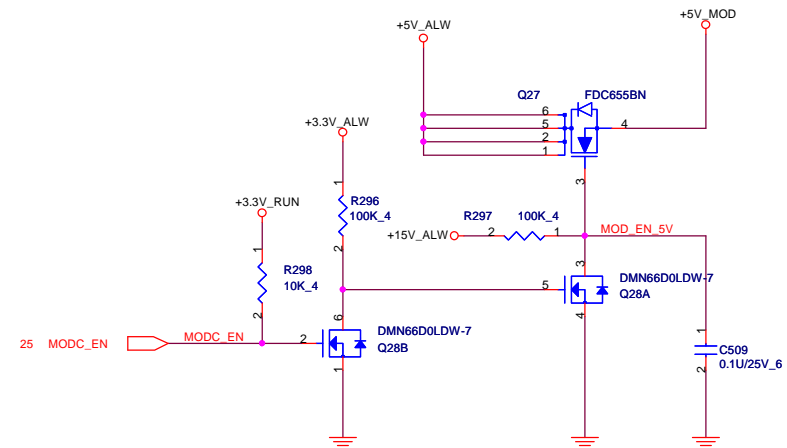 +5V_ALW
+5V_MOD
Q27 FDC655BN
6
5
2
1
4
3
+3.3V_ALW
1
R296
100K_4
2
+3.3V_RUN
1
R298
10K_4
2
+15V_ALW
R297 100K_4
2 1
MOD_EN_5V
3
5
DMN66D0LDW-7
Q28A
4
25 MODC_EN
MODC_EN
2
6
DMN66D0LDW-7
Q28B
1
1
C509
0.1U/25V_6
2